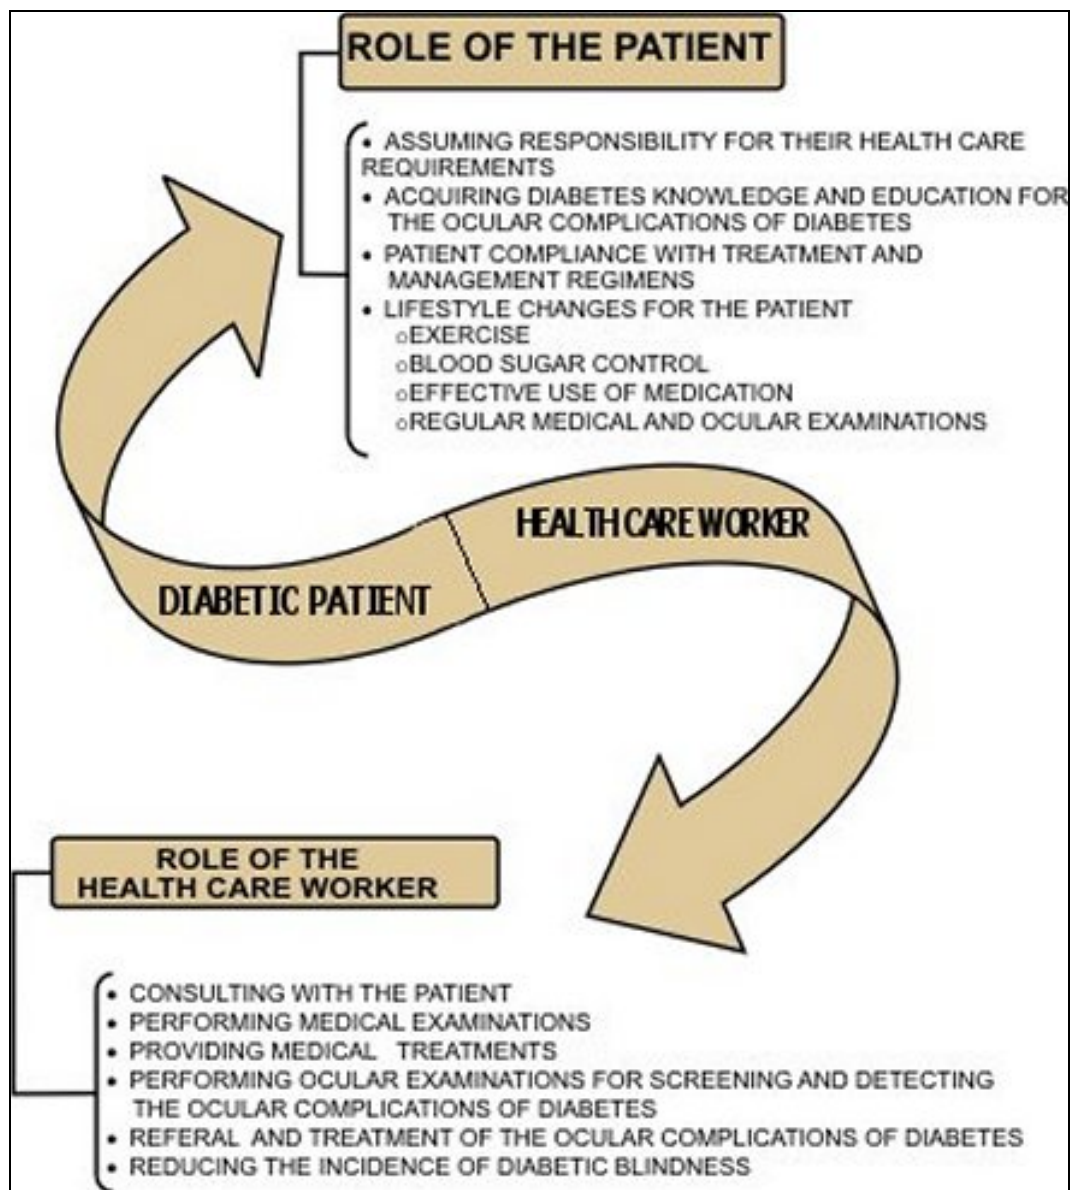 ROLE OF THE PATIENT
• ASSUMING RESPONSIBILITY FOR THEIR HEALTH CARE
REQUIREMENTS
• ACQUIRING DIABETES KNOWLEDGE AND EDUCATION FOR
THE OCULAR COMPLICATIONS OF DIABETES
• PATIENT COMPLIANCE WITH TREATMENT AND
MANAGEMENT REGIMENS
• LIFESTYLE CHANGES FOR THE PATIENT
oEXERCISE
oBLOOD SUGAR CONTROL
oEFFECTIVE USE OF MEDICATION
oREGULAR MEDICAL AND OCULAR EXAMINATIONS
HEALTH CARE WORKER
DIABETIC PATIENT
ROLE OF THE
HEALTH CARE WORKER
• CONSULTING WITH THE PATIENT
• PERFORMING MEDICAL EXAMINATIONS
• PROVIDING MEDICAL TREATMENTS
• PERFORMING OCULAR EXAMINATIONS FOR SCREENING AND DETECTING
THE OCULAR COMPLICATIONS OF DIABETES
• REFERAL AND TREATMENT OF THE OCULAR COMPLICATIONS OF DIABETES
• REDUCING THE INCIDENCE OF DIABETIC BLINDNESS